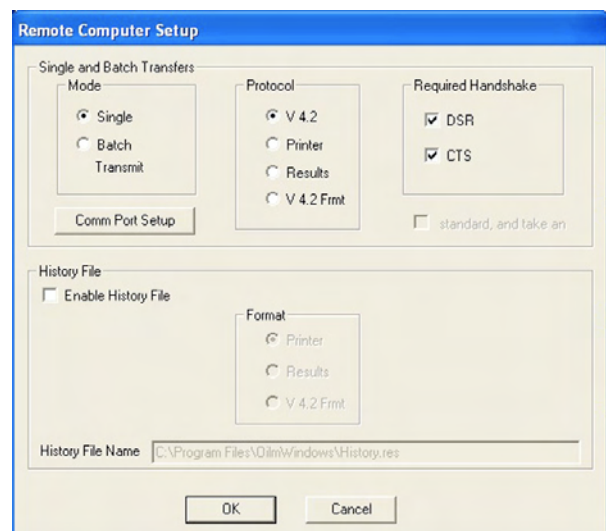 Remote Computer Setup
Single and Batch Transfers
Mode
Single
Batch
Transmit
Comm Port Setup
Protocol
V 4.2
Printer
Results
V 4.2 Frmt
Required Handshake
DSR
CTS
standard, and take an
History File
Enable History File
Format
Printer
Results
V 4.2 Frmt
History File Name C:\Program Files\OilmWindows\History.res
OK Cancel